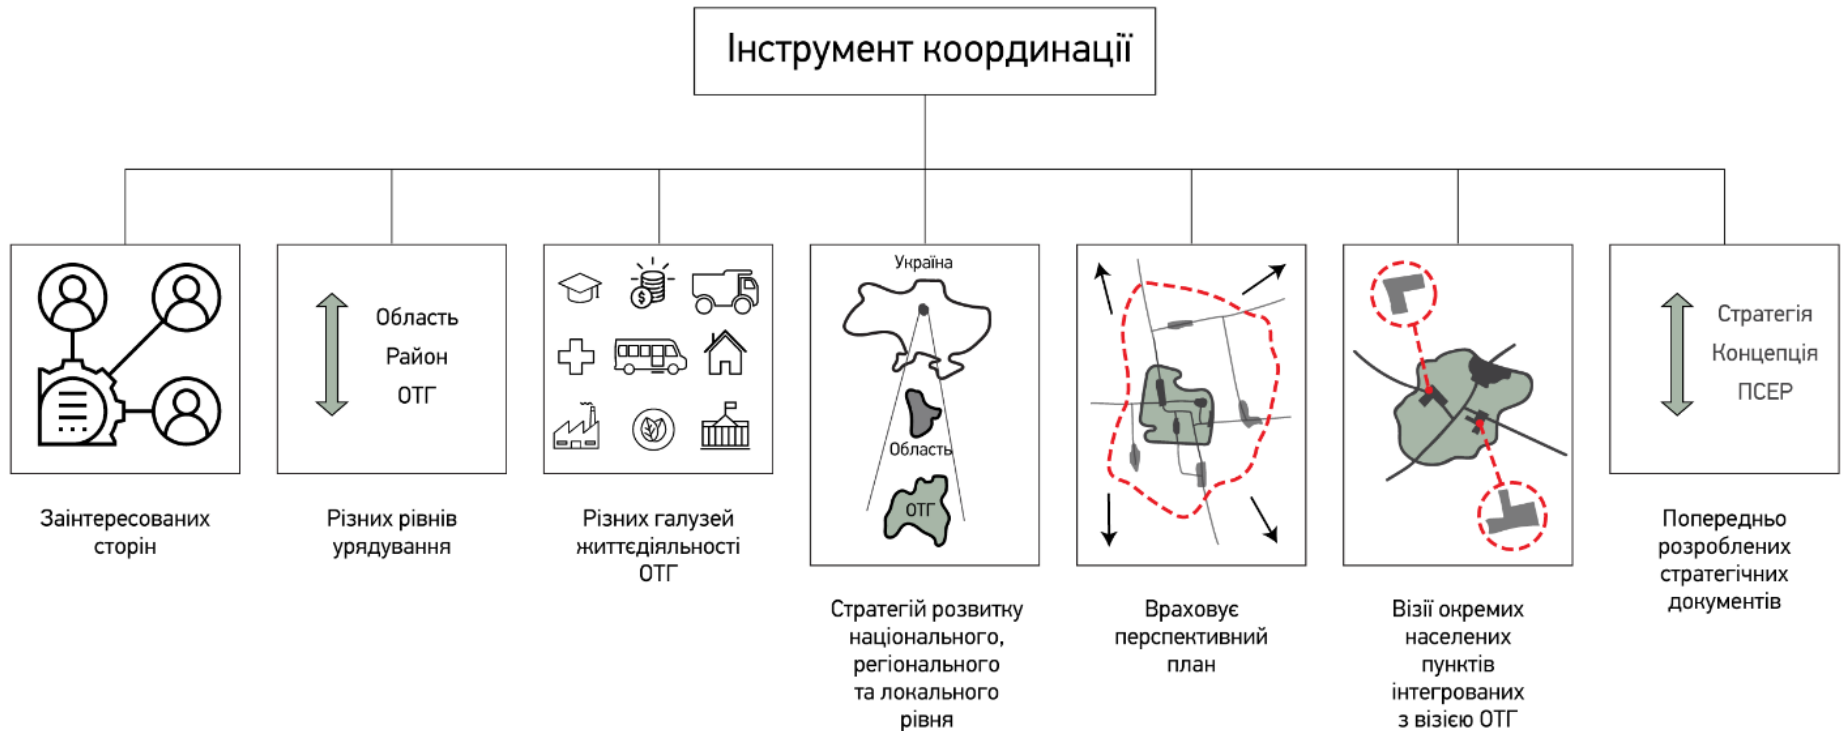 Інструмент координації
Заінтересованих
сторін
Область
Район
ОТГ
Різних рівнів
урядування
Різних галузей
життєдіяльності
ОТГ
Україна
Область
ОТГ
Стратегій розвитку
національного,
регіонального
та локального
рівня
Враховує
перспективний
план
Візії окремих
населених
пунктів
інтегрованих
з візією ОТГ
Стратегія
Концепція
ПСЕР
Попередньо
розроблених
стратегічних
документів